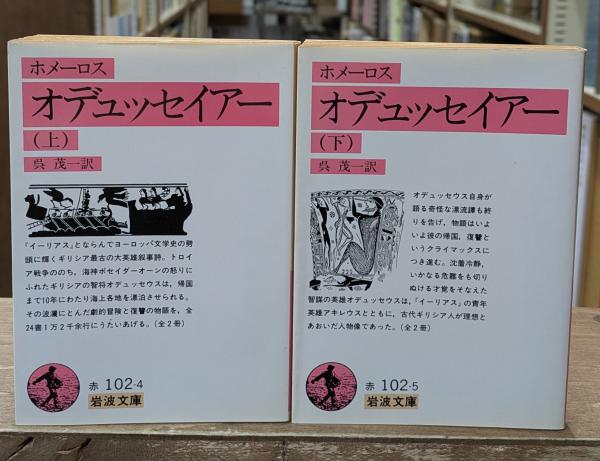 ホメーロス
オデュッセイアー
(上)
呉 茂一訳
『イーリアス』とならんでヨーロッパ文学史の劈
頭に輝くギリシア最古の大英雄叙事詩。トロイ
ア戦争ののち、海神ポセイダーオーンの怒りに
ふれたギリシアの智将オデュッセウスは、帰国
まで10年にわたり海上各地を漂泊させられる。
その波瀾にとんだ劇的冒険と復讐の物語を、全
24書1万2千余行にうたいあげる。(全2冊)
赤 102-4
岩波文庫
ホメーロス
オデュッセイアー
(下)
呉 茂一訳
オデュッセウス自身が
語る奇怪な漂流譚も終
りを告げ、物語はいよ
いよ彼の帰国、復讐と
いうクライマックスに
つき進む。沈着冷静、
いかなる危難をも切り
ぬける才覚をそなえた
智謀の英雄オデュッセウスは、『イーリアス』の青年
英雄アキレウスとともに、古代ギリシア人が理想と
あおいだ人物像であった。(全2冊)
赤 102-5
岩波文庫